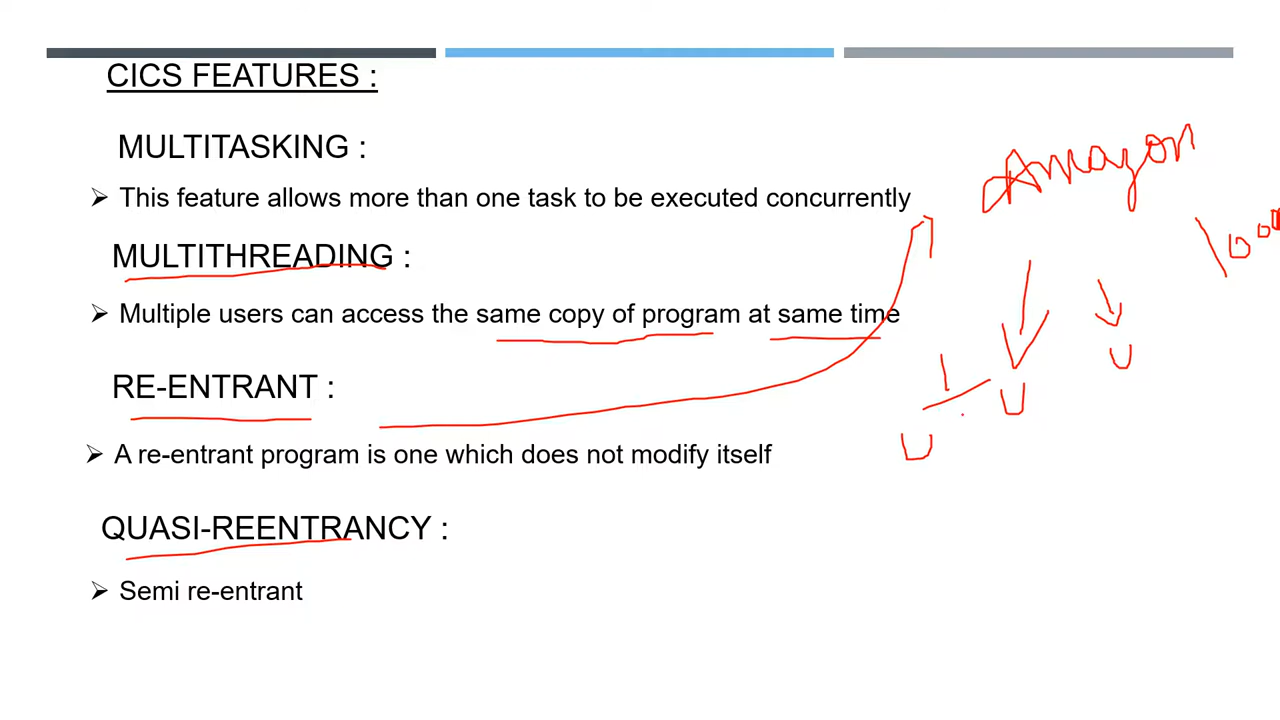 CICS FEATURES :
MULTITASKING :
Amazon
➢ This feature allows more than one task to be executed concurrently
MULTITHREADING :
➢ Multiple users can access the same copy of program at same time
U
RE-ENTRANT :
U
U
➢ A re-entrant program is one which does not modify itself
QUASI-REENTRANCY :
➢ Semi re-entrant